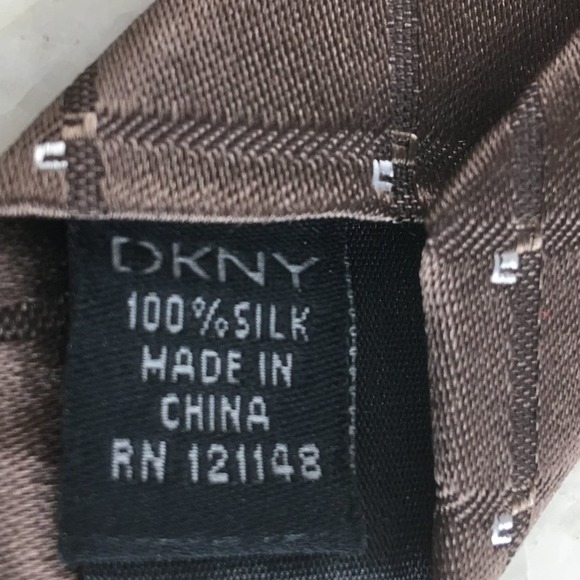 DKNY
100% SILK
MADE IN
CHINA
RN 121148